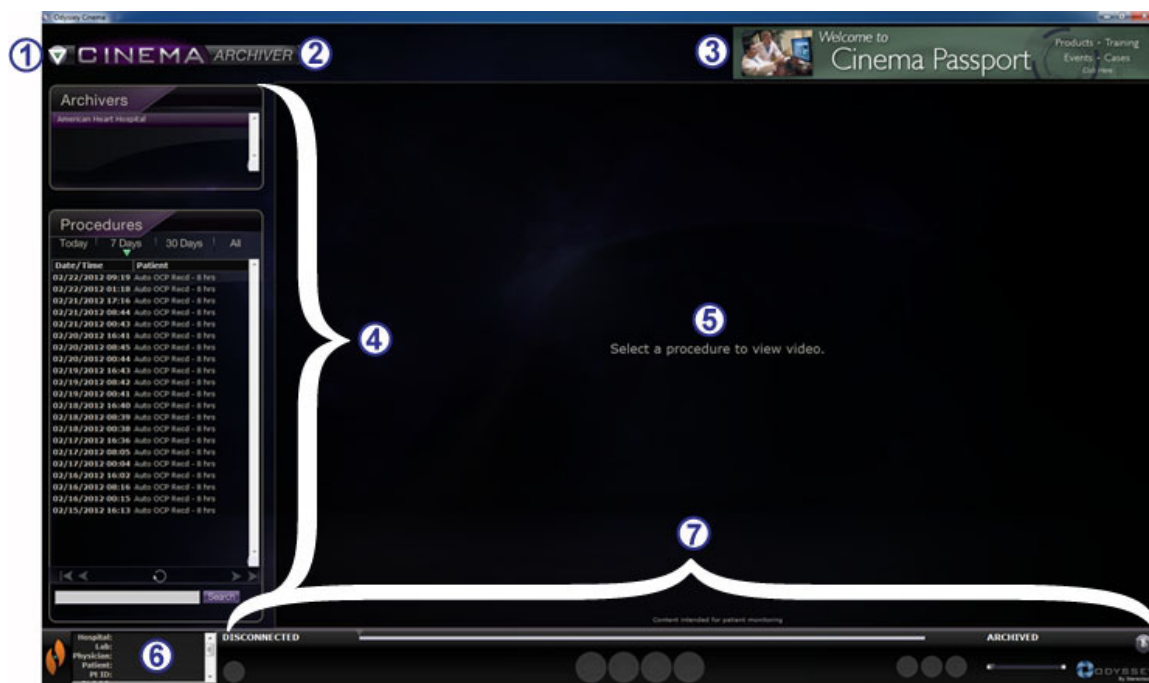 Odyssey Cinema
1
CINEMA ARCHIVER
2
3
Welcome to
Cinema Passport
Products • Training
Events • Cases
Click Here
Archivers
American Heart Hospital
Procedures
Today 7 Days 30 Days All
Date/Time Patient
02/22/2012 09:19 Auto OCP Recd - 8 hrs
02/22/2012 01:18 Auto OCP Recd - 8 hrs
02/21/2012 17:16 Auto OCP Recd - 8 hrs
02/21/2012 08:44 Auto OCP Recd - 8 hrs
02/21/2012 00:43 Auto OCP Recd - 8 hrs
02/20/2012 16:41 Auto OCP Recd - 8 hrs
02/20/2012 08:45 Auto OCP Recd - 8 hrs
02/20/2012 00:44 Auto OCP Recd - 8 hrs
02/19/2012 16:43 Auto OCP Recd - 8 hrs
02/19/2012 08:42 Auto OCP Recd - 8 hrs
02/19/2012 00:41 Auto OCP Recd - 8 hrs
02/18/2012 16:40 Auto OCP Recd - 8 hrs
02/18/2012 08:39 Auto OCP Recd - 8 hrs
02/18/2012 00:38 Auto OCP Recd - 8 hrs
02/17/2012 16:36 Auto OCP Recd - 8 hrs
02/17/2012 08:05 Auto OCP Recd - 8 hrs
02/17/2012 00:04 Auto OCP Recd - 8 hrs
02/16/2012 16:02 Auto OCP Recd - 8 hrs
02/16/2012 08:16 Auto OCP Recd - 8 hrs
02/16/2012 00:15 Auto OCP Recd - 8 hrs
02/15/2012 16:13 Auto OCP Recd - 8 hrs
Search
4
5
Select a procedure to view video.
7
Content intended for patient monitoring
Hospital:
Lab:
Physician:
Patient:
Pt ID:
6
DISCONNECTED
ARCHIVED
ODYSSEY
By Stereotaxis